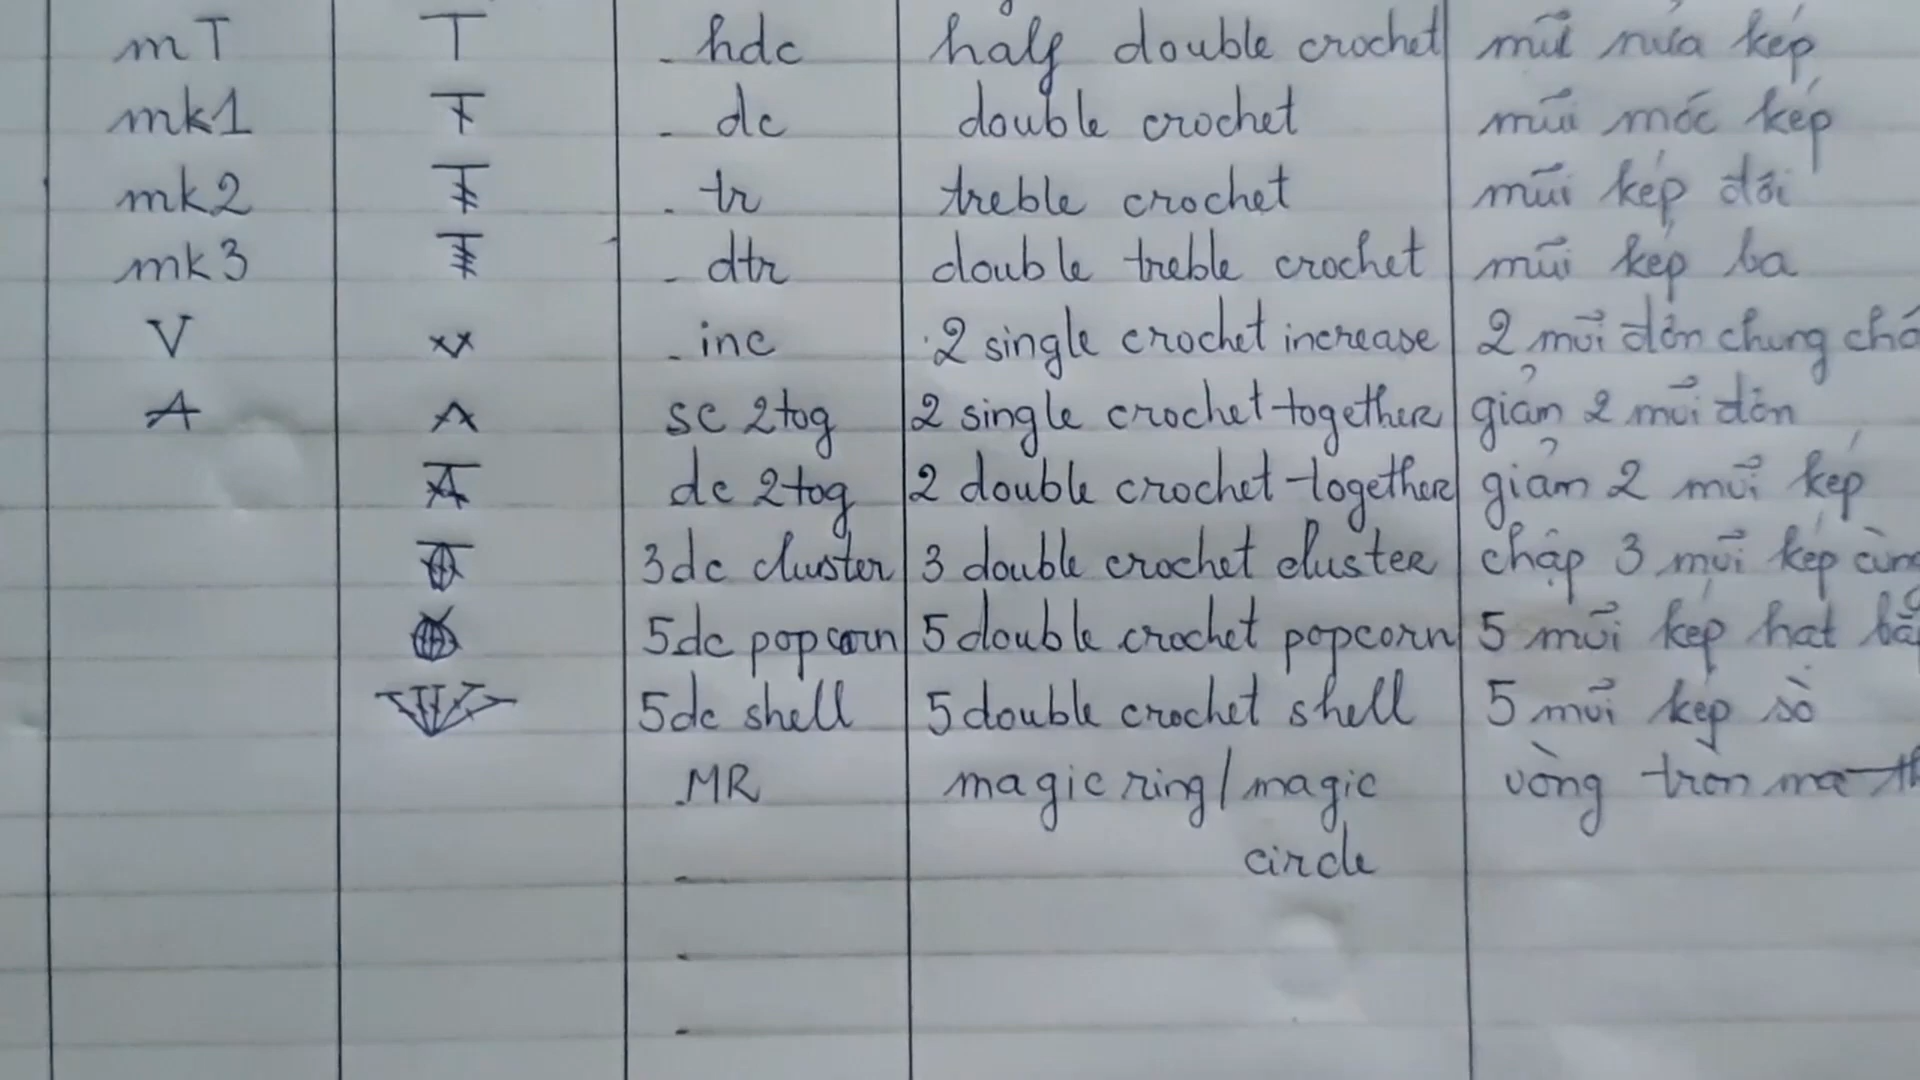 mT T hdc half double crochet mũi nửa kép
mk1 dc double crochet mũi móc kép
mk2 tr treble crochet mũi kép đôi
mk3 dtr double treble crochet mũi kép ba
V inc 2 single crochet increase 2 mũi đơn chung
A sc 2tog 2 single crochet together giảm 2 mũi đơn
dc 2tog 2 double crochet together giảm 2 mũi kép
3dc cluster 3 double crochet cluster chập 3 mũi kép
5dc popcorn 5 double crochet popcorn 5 mũi kép hat
5dc shell 5 double crochet shell 5 mũi kép sò
MR magic ring / magic vòng tròn ma
circle